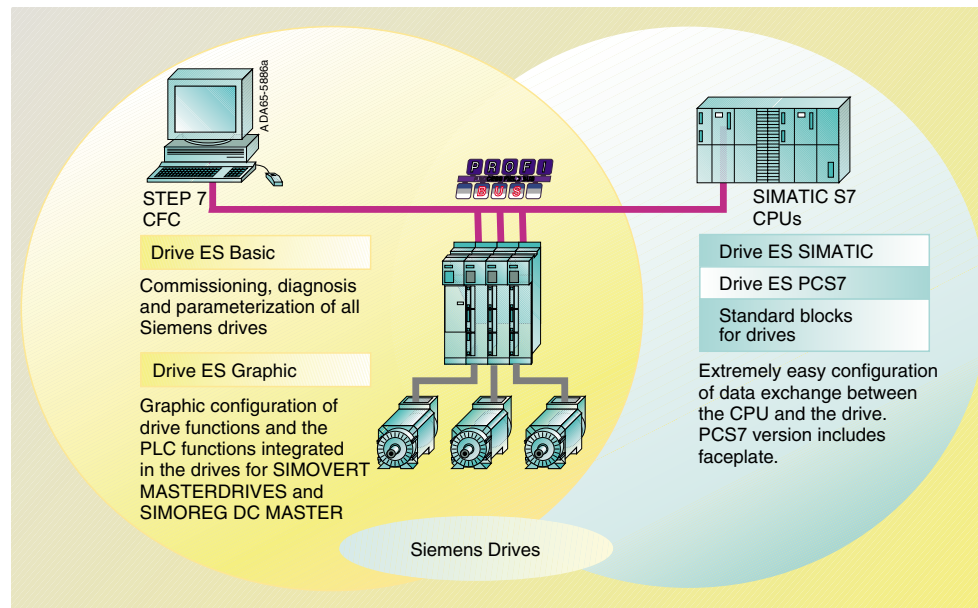 ADA65-5886a
PROFI
BUS
STEP 7
CFC
SIMATIC S7
CPUs
Drive ES Basic
Commissioning, diagnosis
and parameterization of all
Siemens drives
Drive ES Graphic
Graphic configuration of
drive functions and the
PLC functions integrated
in the drives for SIMOVERT
MASTERDRIVES and
SIMOREG DC MASTER
Drive ES SIMATIC
Drive ES PCS7
Standard blocks
for drives
Extremely easy configuration
of data exchange between
the CPU and the drive.
PCS7 version includes
faceplate.
Siemens Drives